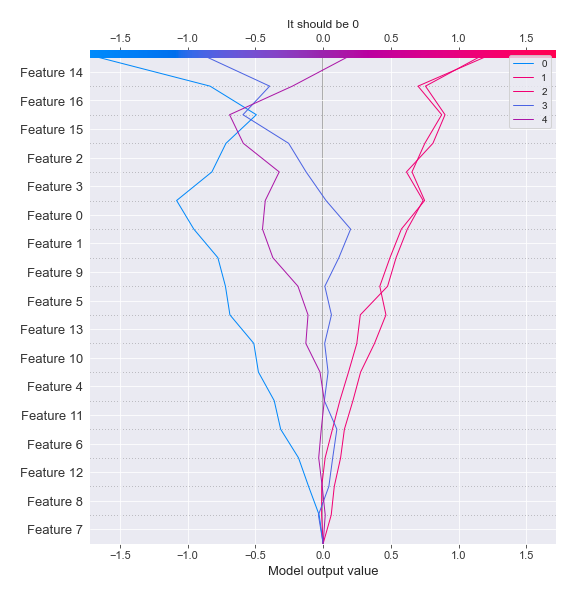 It should be 0
−1.5 −1.0 −0.5 0.0 0.5 1.0 1.5
0
1
2
3
4
Feature 14
Feature 16
Feature 15
Feature 2
Feature 3
Feature 0
Feature 1
Feature 9
Feature 5
Feature 13
Feature 10
Feature 4
Feature 11
Feature 6
Feature 12
Feature 8
Feature 7
−1.5 −1.0 −0.5 0.0 0.5 1.0 1.5
Model output value